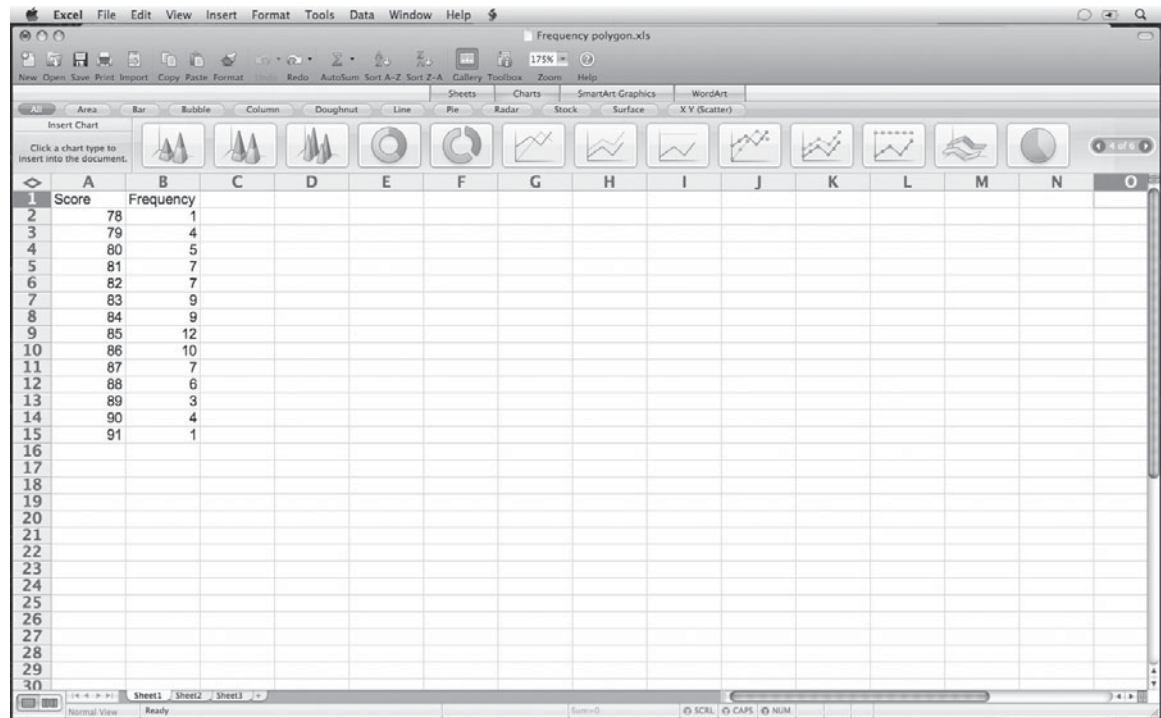 Excel File Edit View Insert Format Tools Data Window Help
Frequency polygon.xls
175%
New Open Save Print Import Copy Paste Format Undo Redo AutoSum Sort A-Z Sort Z-A Gallery Toolbox Zoom Help
Sheets Charts SmartArt Graphics WordArt
All Area Bar Bubble Column Doughnut Line Pie Radar Stock Surface X Y (Scatter)
Insert Chart
Click a chart type to
insert into the document.
4 of 6
A B C D E F G H I J K L M N O
1 Score Frequency
2 78 1
3 79 4
4 80 5
5 81 7
6 82 7
7 83 9
8 84 9
9 85 12
10 86 10
11 87 7
12 88 6
13 89 3
14 90 4
15 91 1
16
17
18
19
20
21
22
23
24
25
26
27
28
29
30
Sheet1 Sheet2 Sheet3 +
Normal View Ready Sum=0 SCRL CAPS NUM